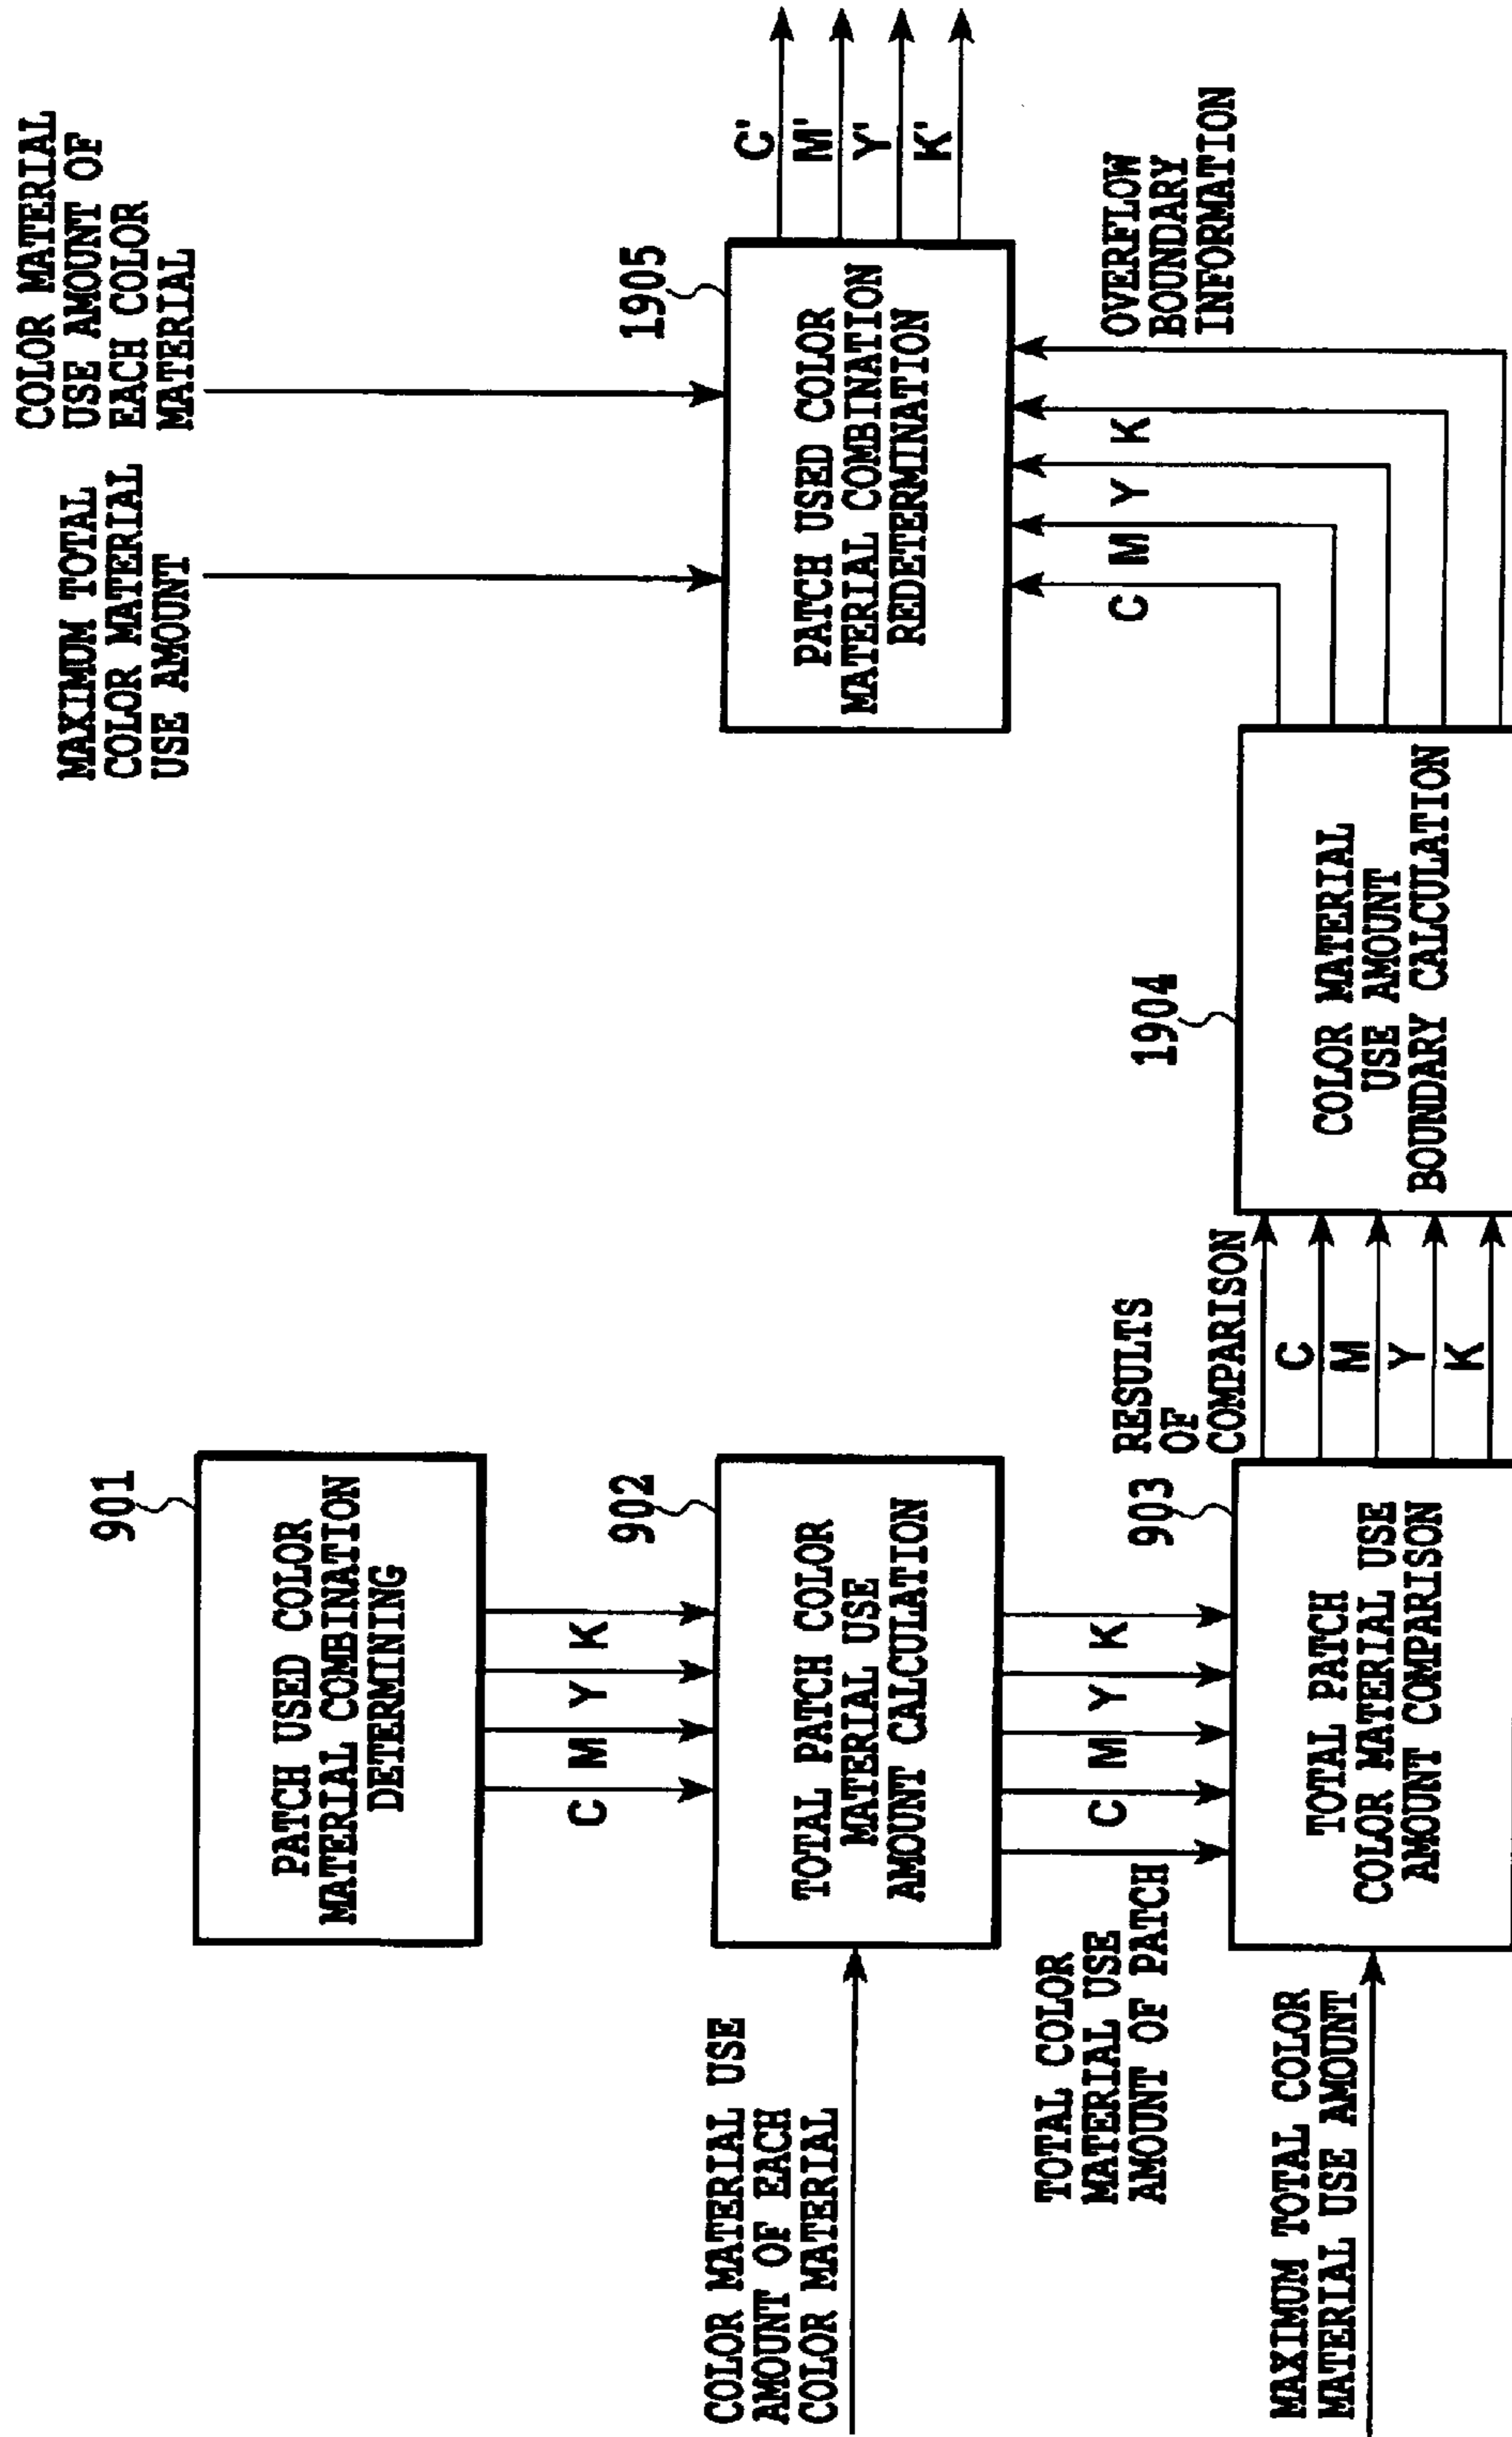 901
PATCH USED COLOR
MATERIAL COMBINATION
DETERMINING
C
M
Y
K
COLOR MATERIAL USE
AMOUNT OF EACH
COLOR MATERIAL
902
TOTAL PATCH COLOR
MATERIAL USE
AMOUNT CALCULATION
TOTAL COLOR
MATERIAL USE
AMOUNT OF PATCH
C
M
Y
K
MAXIMUM TOTAL COLOR
MATERIAL USE AMOUNT
903
TOTAL PATCH
COLOR MATERIAL USE
AMOUNT COMPARISON
RESULTS
OF
COMPARISON
C
M
Y
K
1904
COLOR MATERIAL
USE AMOUNT
BOUNDARY CALCULATION
C
M
Y
K
OVERFLOW
BOUNDARY
INFORMATION
MAXIMUM TOTAL
COLOR MATERIAL
USE AMOUNT
COLOR MATERIAL
USE AMOUNT OF
EACH COLOR
MATERIAL
1905
PATCH USED COLOR
MATERIAL COMBINATION
REDETERMINATION
C'
M'
Y'
K'